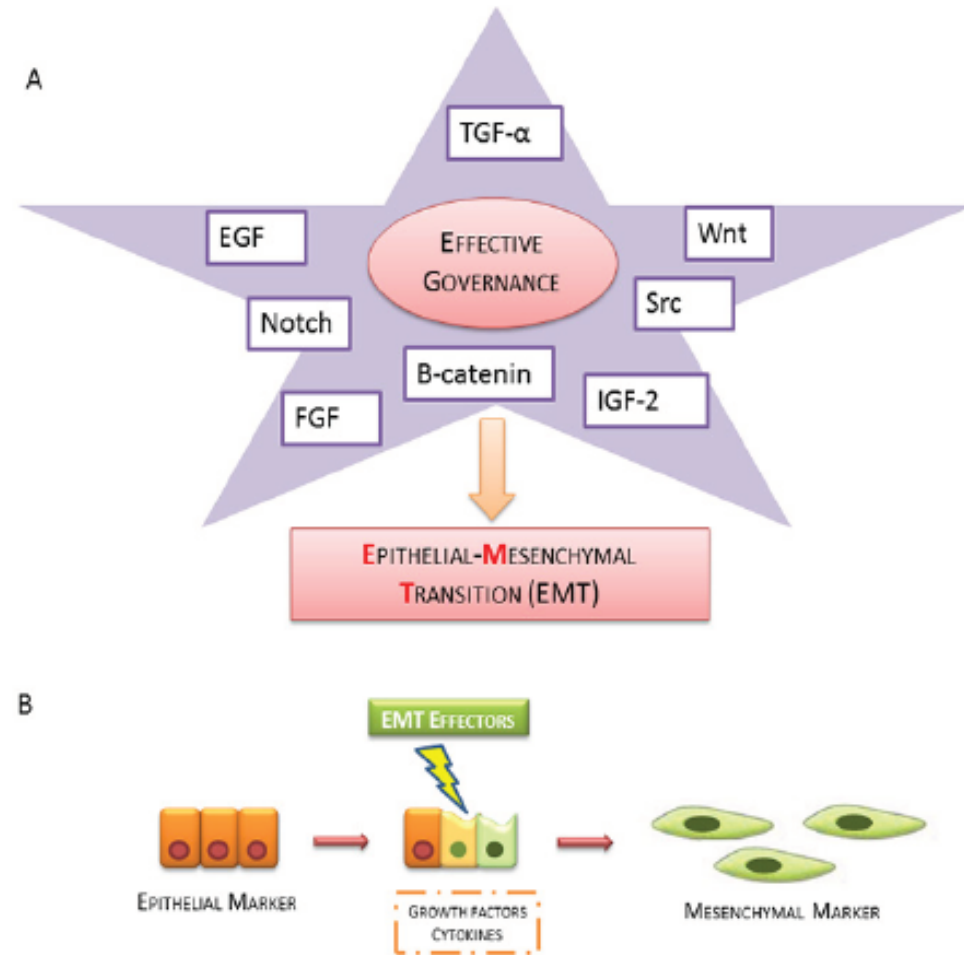 A
TGF-α
EGF
EFFECTIVE
GOVERNANCE
Wnt
Notch
Src
B-catenin
FGF
IGF-2
EPITHELIAL-MESENCHYMAL
TRANSITION (EMT)
B
EMT EFFECTORS
EPITHELIAL MARKER
GROWTH FACTORS
CYTOKINES
MESENCHYMAL MARKER